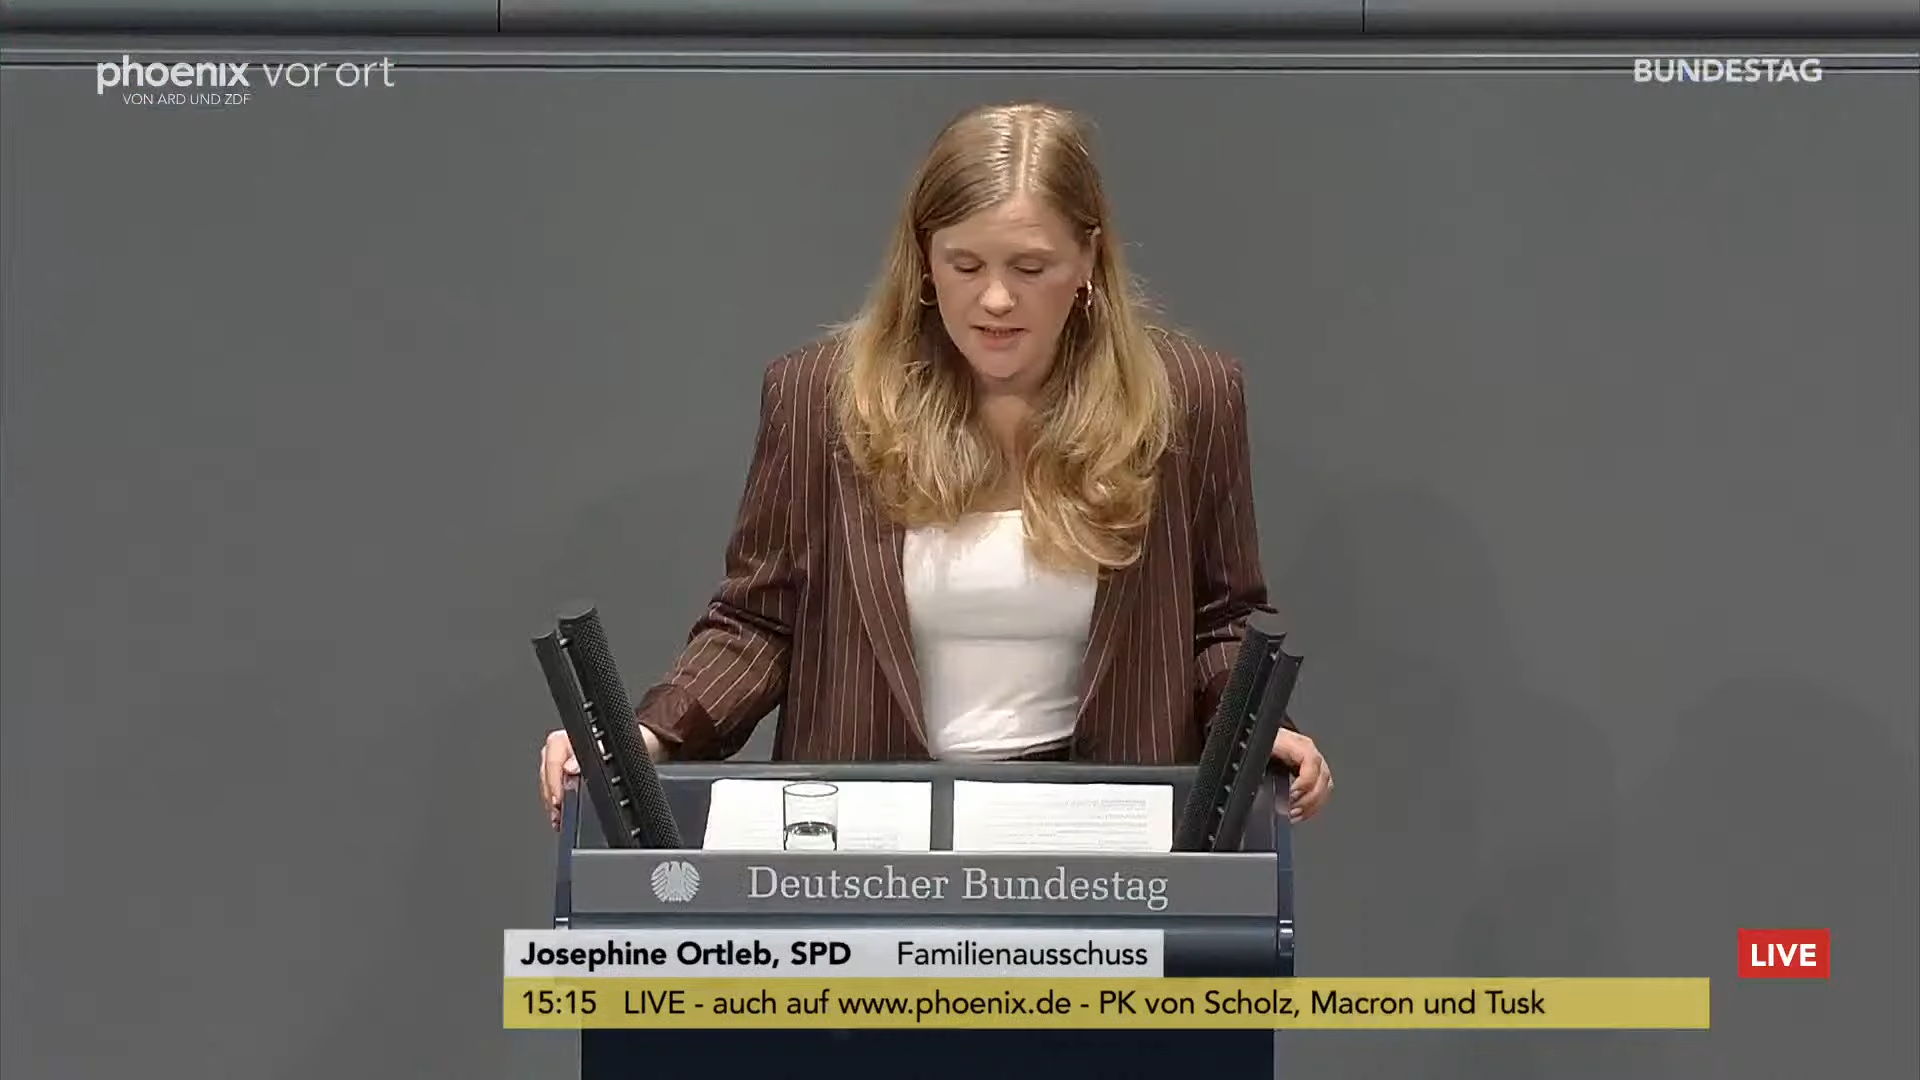 phoenix vor ort
VON ARD UND ZDF
BUNDESTAG
Deutscher Bundestag
Josephine Ortleb, SPD Familienausschuss
LIVE
15:15 LIVE - auch auf www.phoenix.de - PK von Scholz, Macron und Tusk